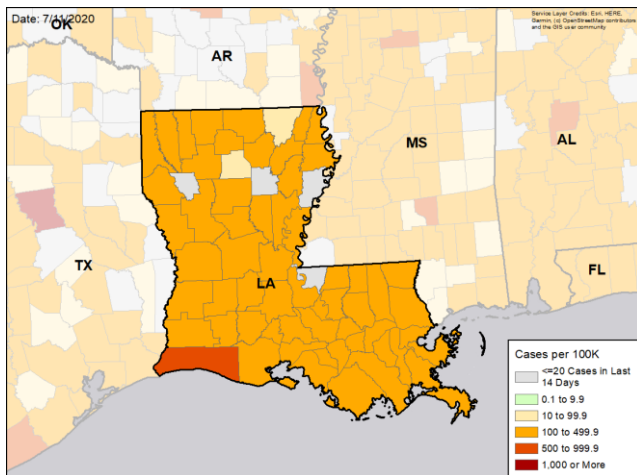 Date: 7/11/2020
Service Layer Credits: Esri, HERE,
Garmin, (c) OpenStreetMap contributors,
and the GIS user community
OK
AR
MS
AL
TX
LA
FL
Cases per 100K
<=20 Cases in Last
14 Days
0.1 to 9.9
10 to 99.9
100 to 499.9
500 to 999.9
1,000 or More